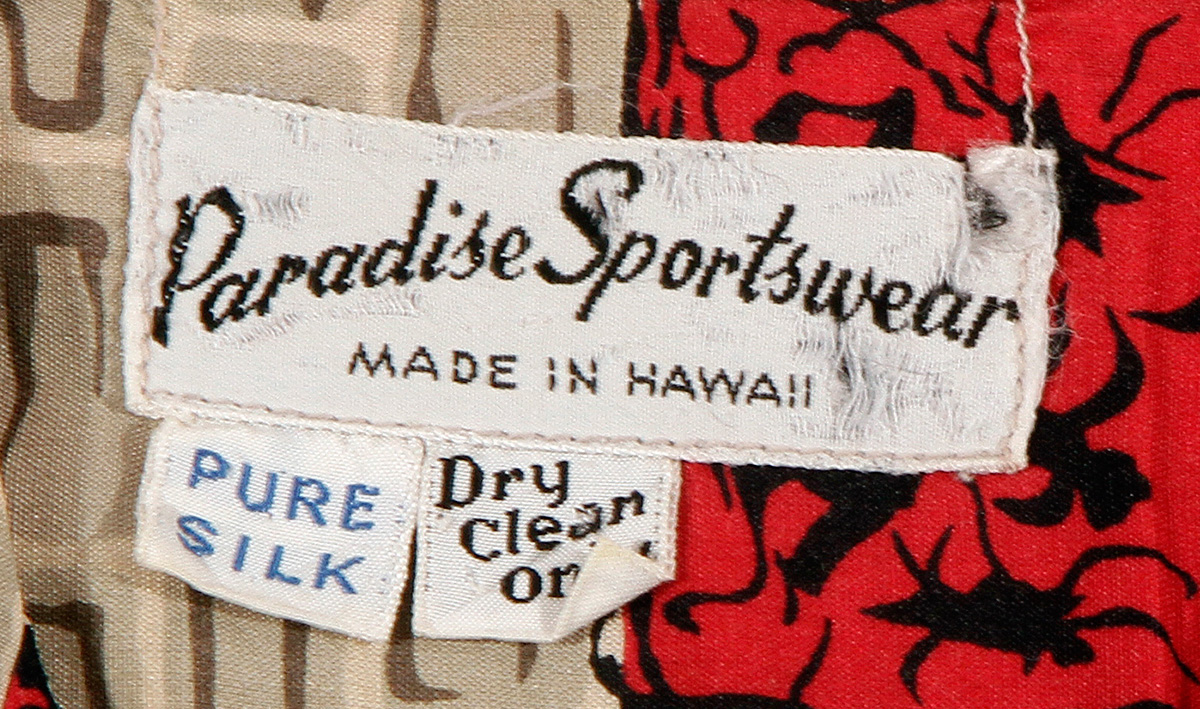 Paradise Sportswear
MADE IN HAWAII
PURE
SILK
Dry
Clean